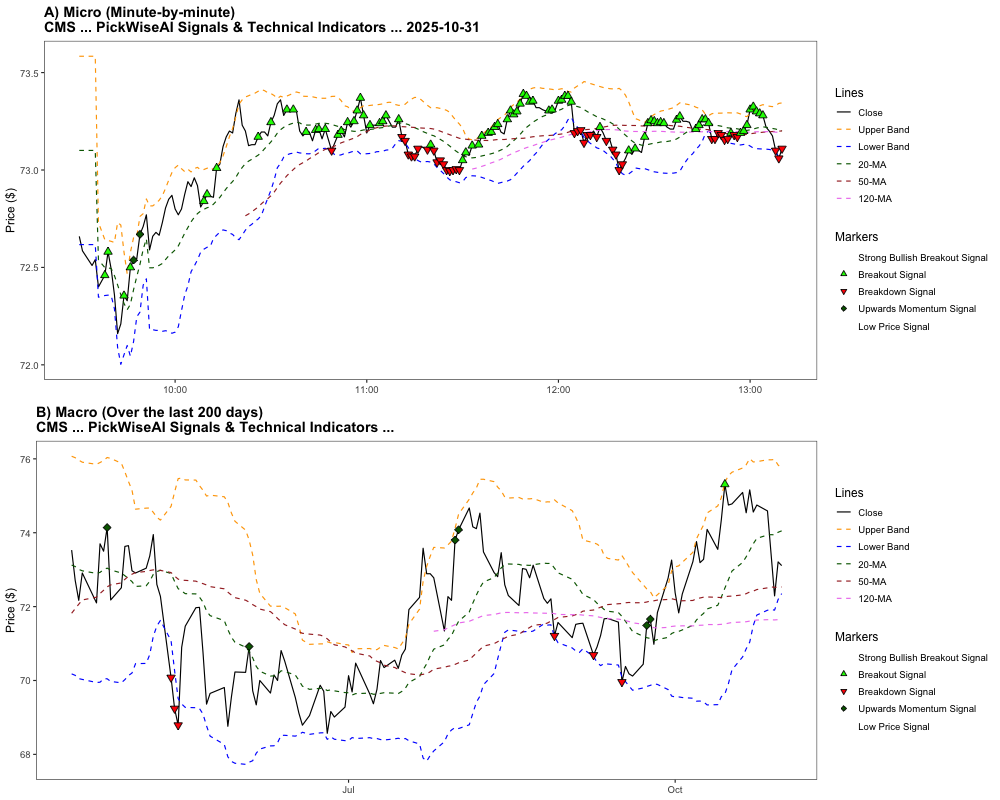 A) Micro (Minute-by-minute)
CMS ... PickWiseAI Signals & Technical Indicators ... 2025-10-31
73.5
73.0
72.5
72.0
Price ($)
10:00
11:00
12:00
13:00
Lines
Close
Upper Band
Lower Band
20-MA
50-MA
120-MA
Markers
Strong Bullish Breakout Signal
Breakout Signal
Breakdown Signal
Upwards Momentum Signal
Low Price Signal
B) Macro (Over the last 200 days)
CMS ... PickWiseAI Signals & Technical Indicators ...
76
74
72
70
68
Price ($)
Jul
Oct
Lines
Close
Upper Band
Lower Band
20-MA
50-MA
120-MA
Markers
Strong Bullish Breakout Signal
Breakout Signal
Breakdown Signal
Upwards Momentum Signal
Low Price Signal